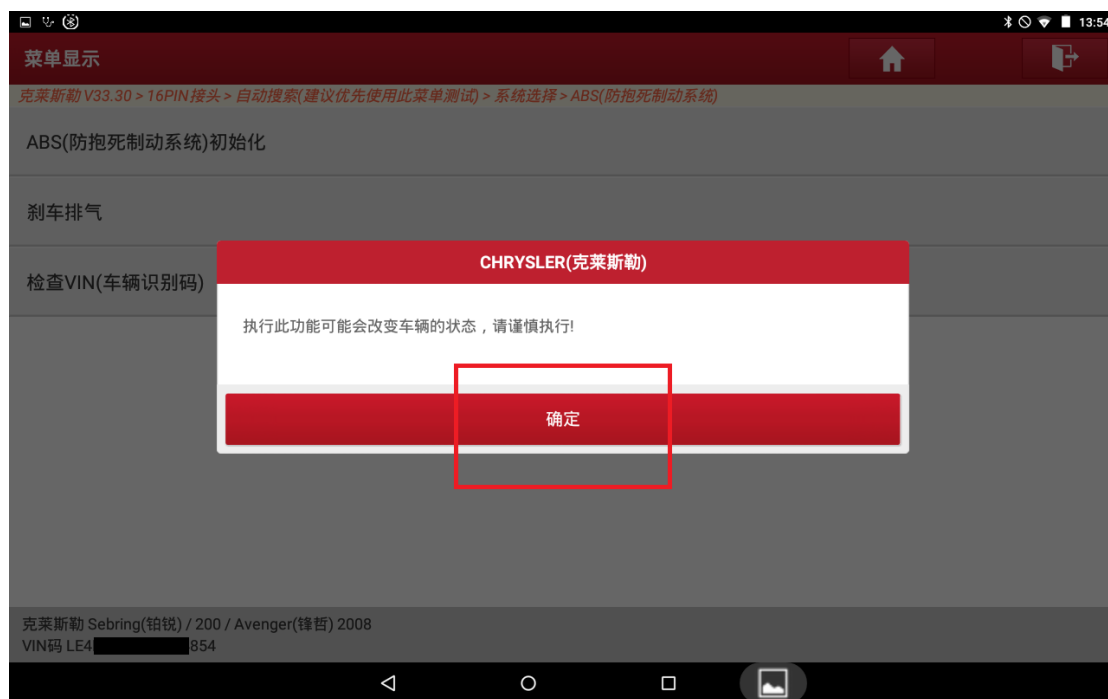 13:54
菜单显示
克莱斯勒 V33.30 > 16PIN接头 > 自动搜索(建议优先使用此菜单测试) > 系统选择 > ABS(防抱死制动系统)
ABS(防抱死制动系统)初始化
刹车排气
检查VIN(车辆识别码)
CHRYSLER(克莱斯勒)
执行此功能可能会改变车辆的状态，请谨慎执行!
确定
克莱斯勒 Sebring(铂锐) / 200 / Avenger(锋哲) 2008
VIN码 LE4 854